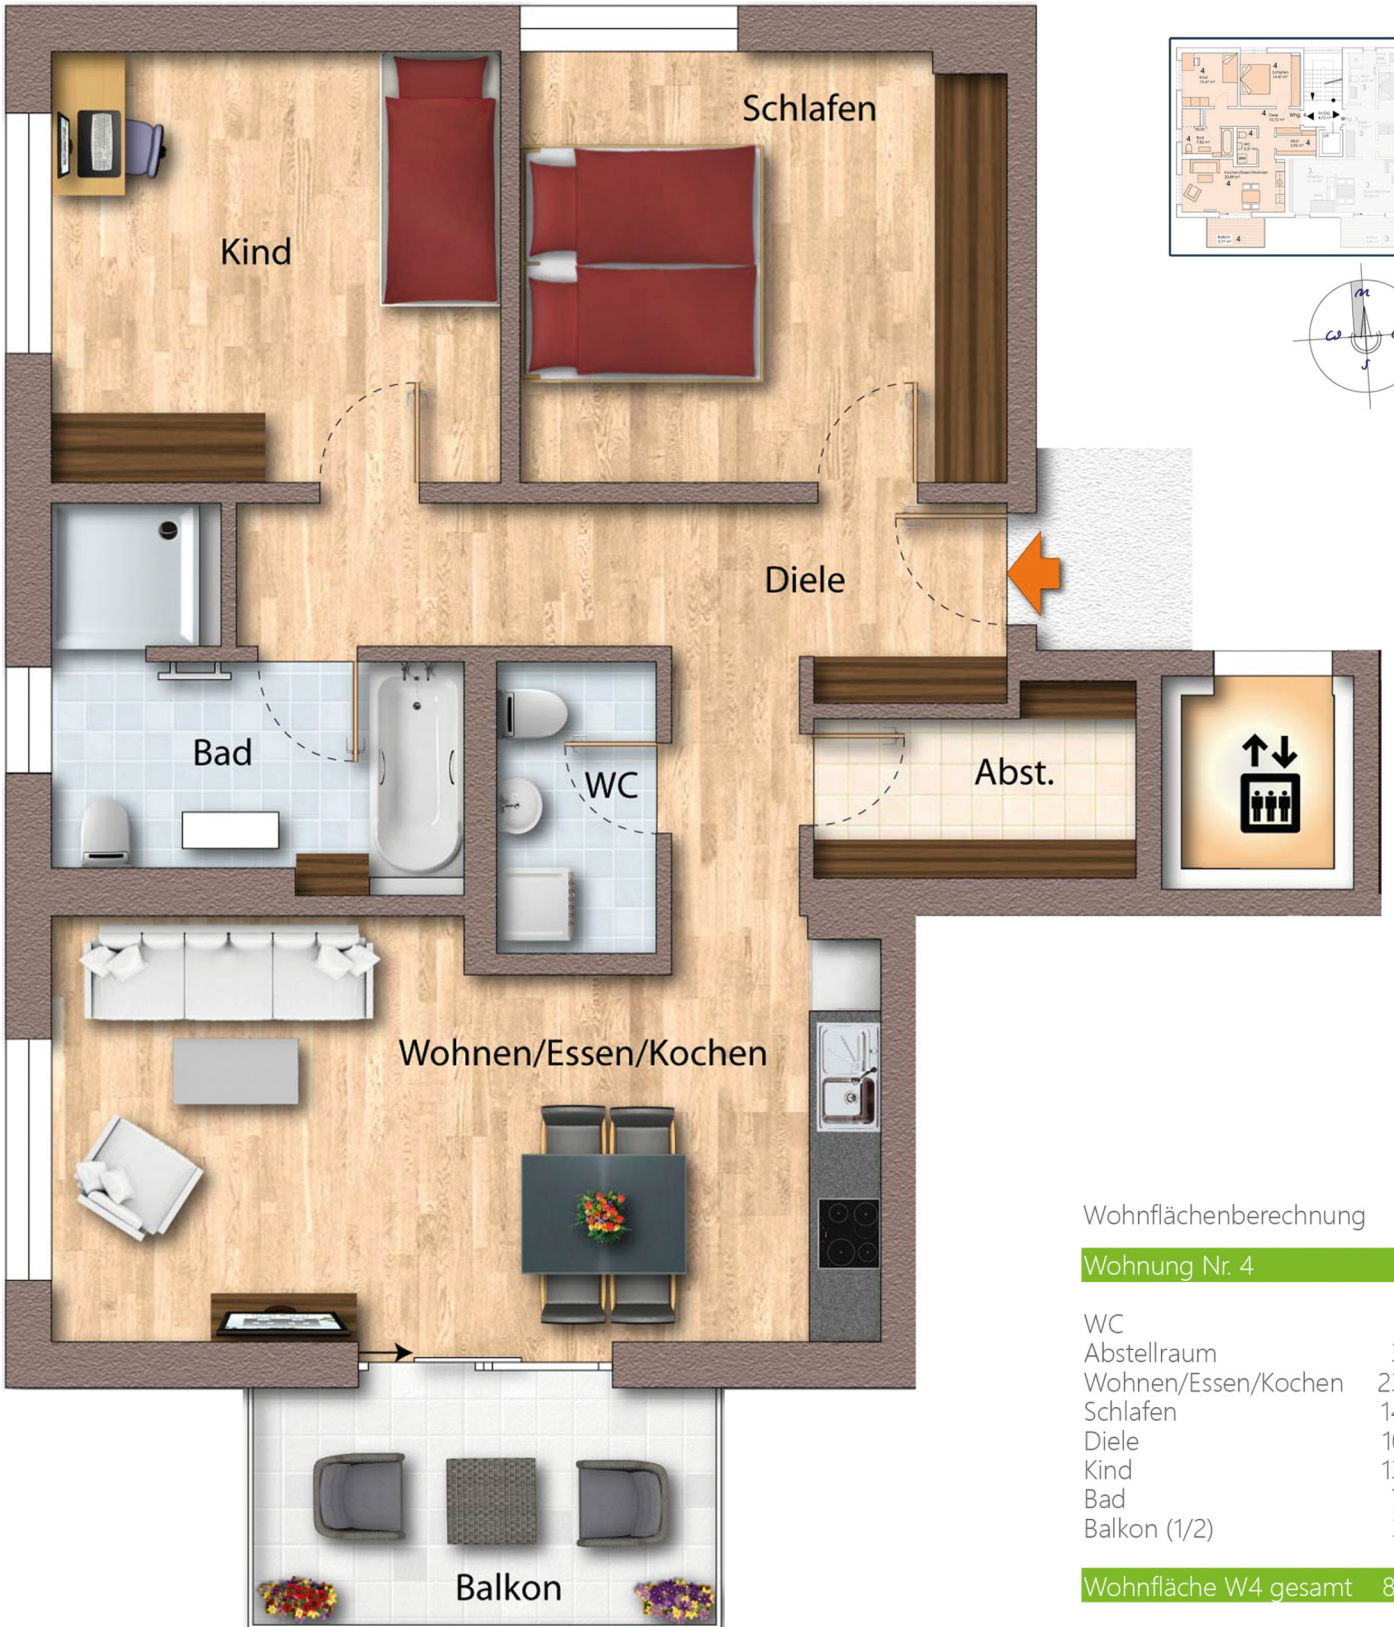 Kind
Schlafen
Diele
Bad
WC
Abst.
Wohnen/Essen/Kochen
Balkon
n
s
Wohnflächenberechnung
Wohnung Nr. 4
WC
Abstellraum
Wohnen/Essen/Kochen
Schlafen
Diele
Kind
Bad
Balkon (1/2)
Wohnfläche W4 gesamt